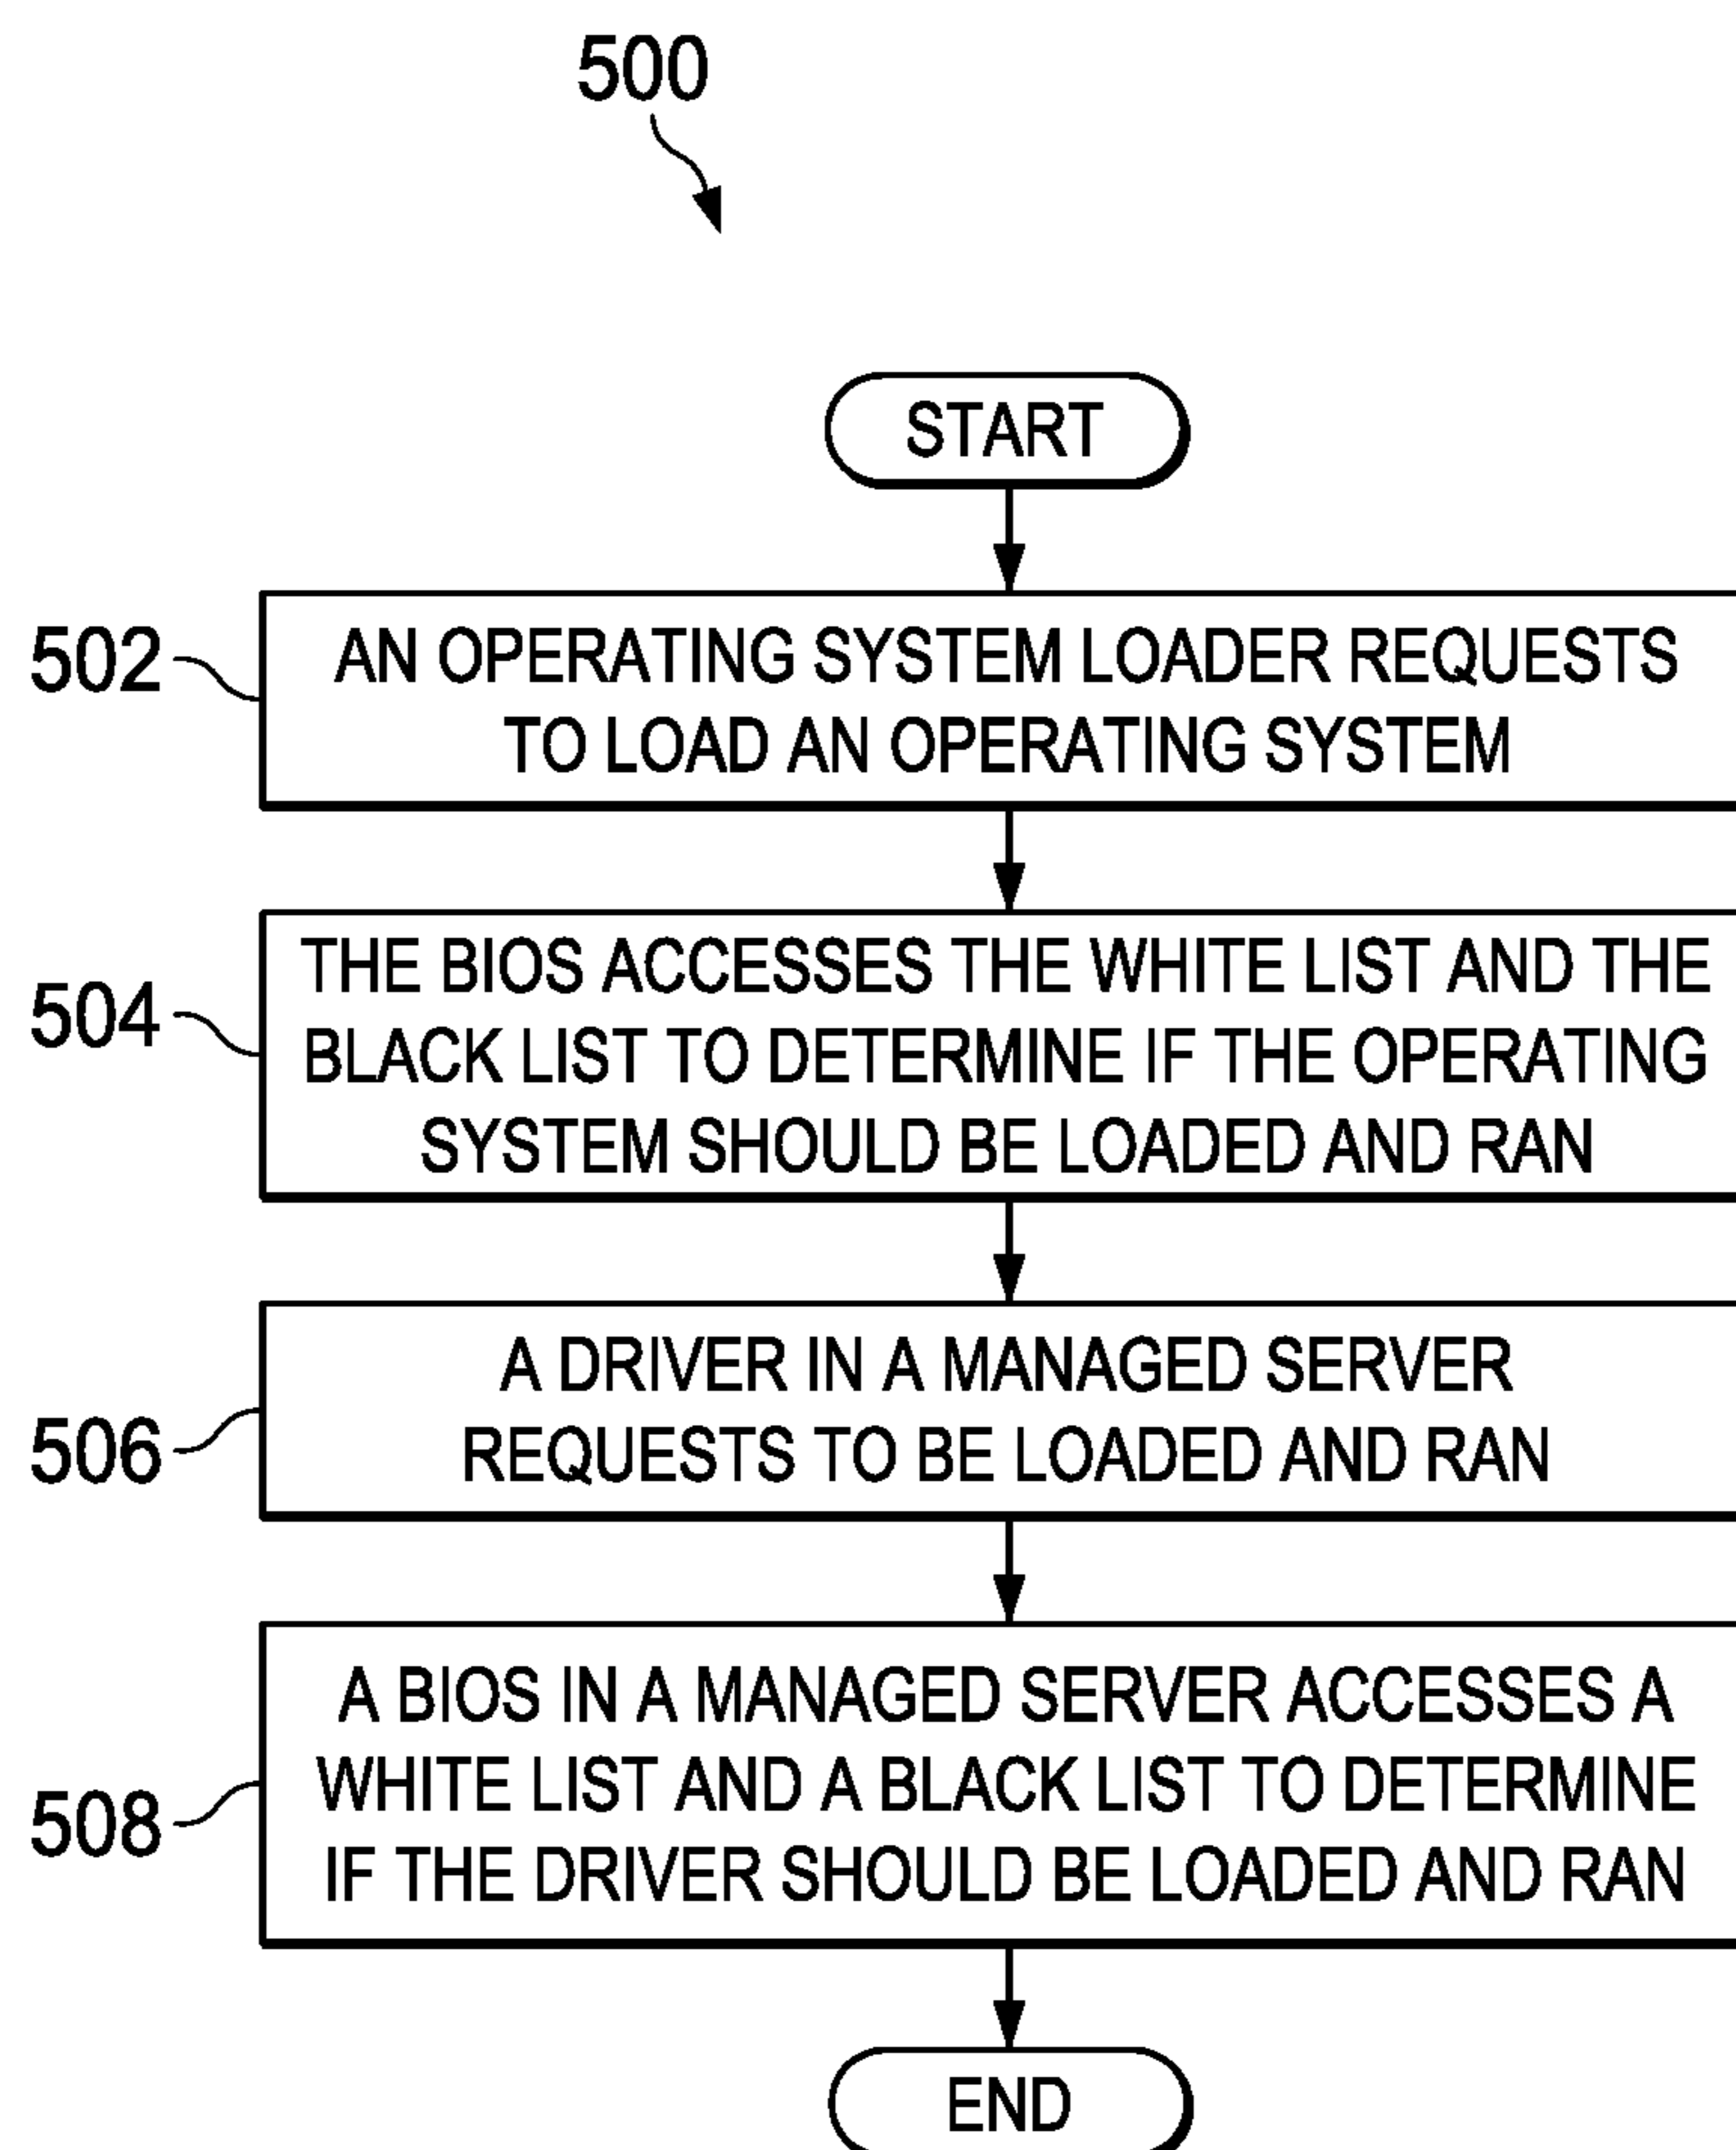 500
START
502
AN OPERATING SYSTEM LOADER REQUESTS
TO LOAD AN OPERATING SYSTEM
504
THE BIOS ACCESSES THE WHITE LIST AND THE
BLACK LIST TO DETERMINE IF THE OPERATING
SYSTEM SHOULD BE LOADED AND RAN
506
A DRIVER IN A MANAGED SERVER
REQUESTS TO BE LOADED AND RAN
508
A BIOS IN A MANAGED SERVER ACCESSES A
WHITE LIST AND A BLACK LIST TO DETERMINE
IF THE DRIVER SHOULD BE LOADED AND RAN
END